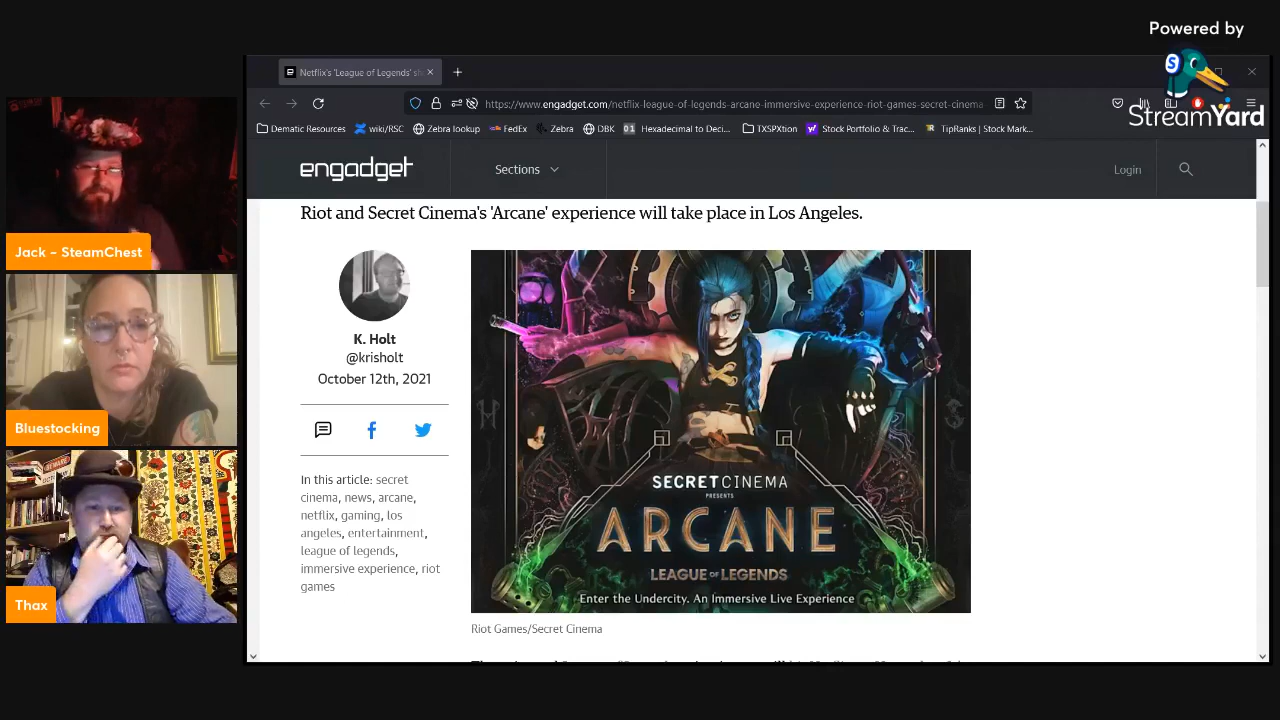 Powered by
StreamYard
Netflix's 'League of Legends' sh
https://www.engadget.com/netflix-league-of-legends-arcane-immersive-experience-riot-games-secret-cinema
Dematic Resources
wiki/RSC
Zebra lookup
FedEx
Zebra
DBK
Hexadecimal to Deci...
TXSPXtion
Stock Portfolio & Trac...
TipRanks | Stock Mark...
engadget
Sections
Login
Riot and Secret Cinema's 'Arcane' experience will take place in Los Angeles.
K. Holt
@krisholt
October 12th, 2021
In this article: secret
cinema, news, arcane,
netflix, gaming, los
angeles, entertainment,
league of legends,
immersive experience, riot
games
SECRETCINEMA
PRESENTS
ARCANE
LEAGUE OF LEGENDS
Enter the Undercity. An Immersive Live Experience
Riot Games/Secret Cinema
Jack - SteamChest
Bluestocking
BEWARE
Thax